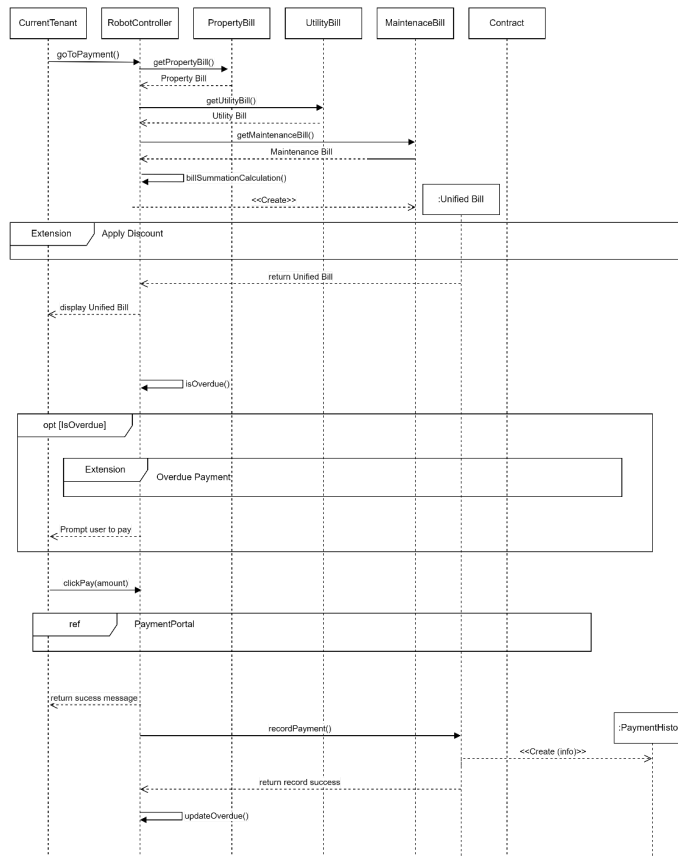 CurrentTenant
RobotController
PropertyBill
UtilityBill
MaintenaceBill
Contract
goToPayment()
getPropertyBill()
Property Bill
getUtilityBill()
Utility Bill
getMaintenanceBill()
Maintenance Bill
billSummationCalculation()
<<Create>>
:Unified Bill
Extension
Apply Discount
return Unified Bill
display Unified Bill
isOverdue()
opt [IsOverdue]
Extension
Overdue Payment
Prompt user to pay
clickPay(amount)
ref
PaymentPortal
return sucess message
recordPayment()
:PaymentHisto
<<Create (info)>>
return record success
updateOverdue()